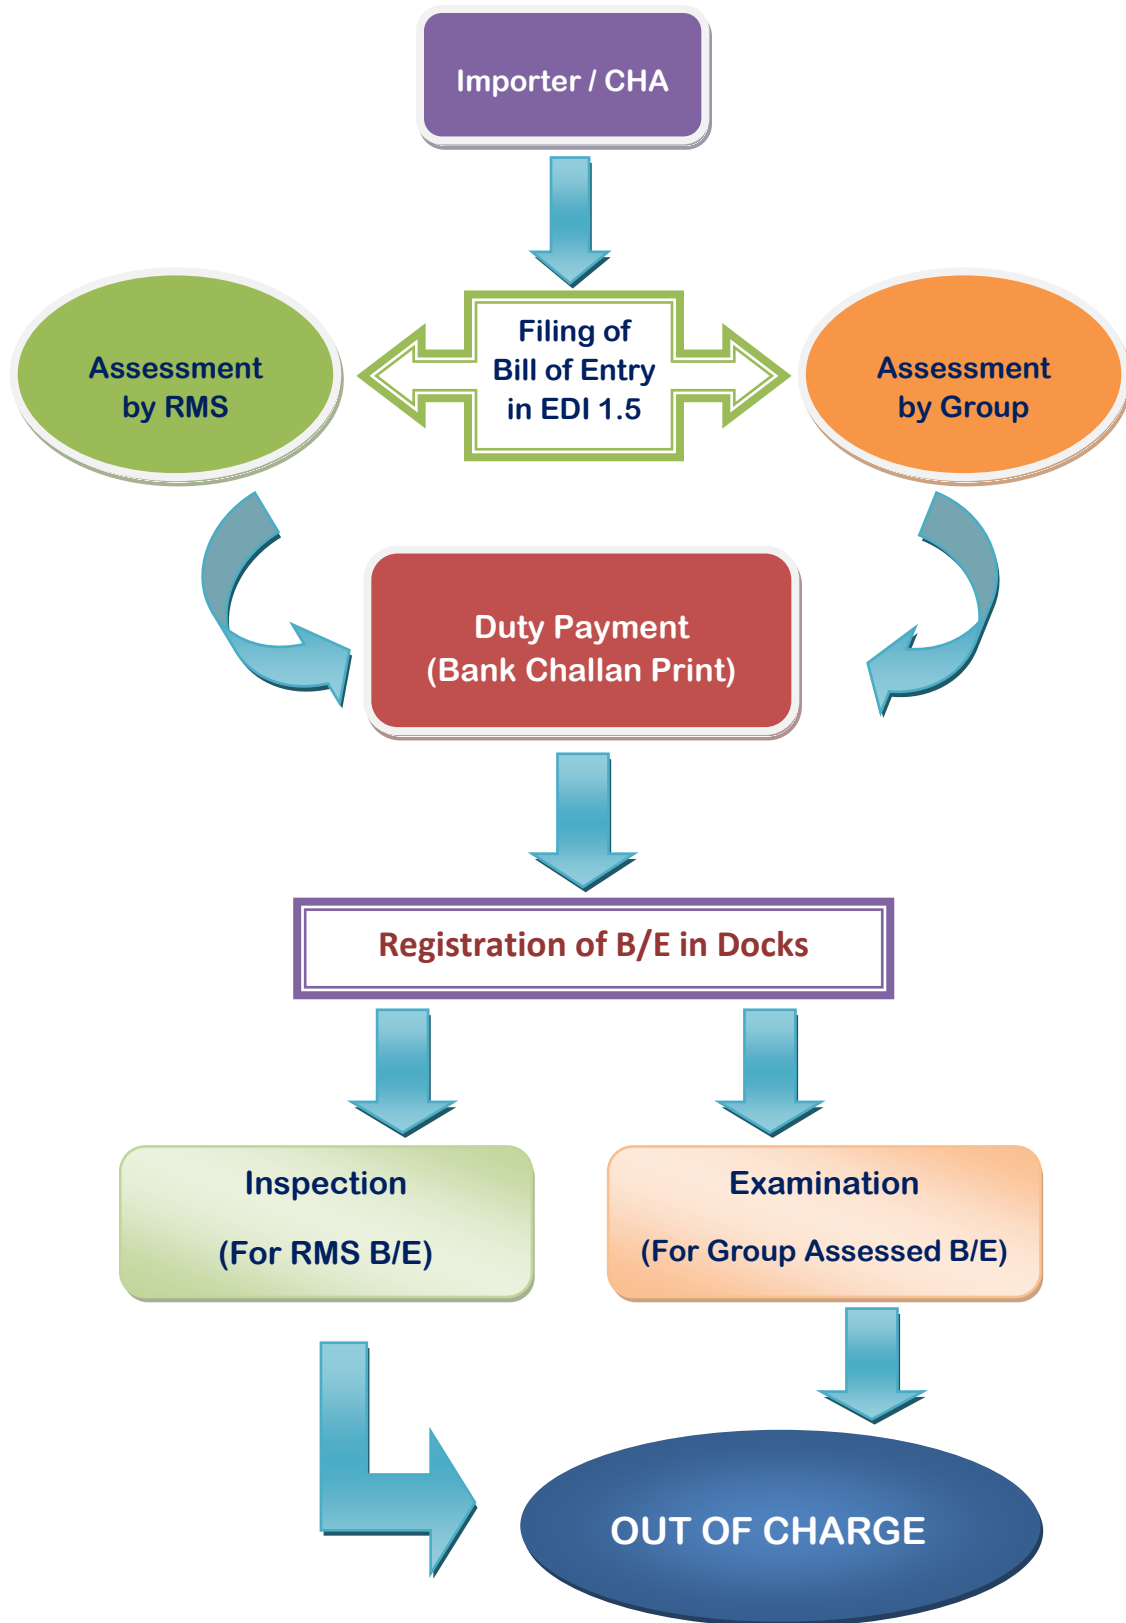 Importer / CHA
Filing of
Bill of Entry
in EDI 1.5
Assessment
by RMS
Assessment
by Group
Duty Payment
(Bank Challan Print)
Registration of B/E in Docks
Inspection
(For RMS B/E)
Examination
(For Group Assessed B/E)
OUT OF CHARGE